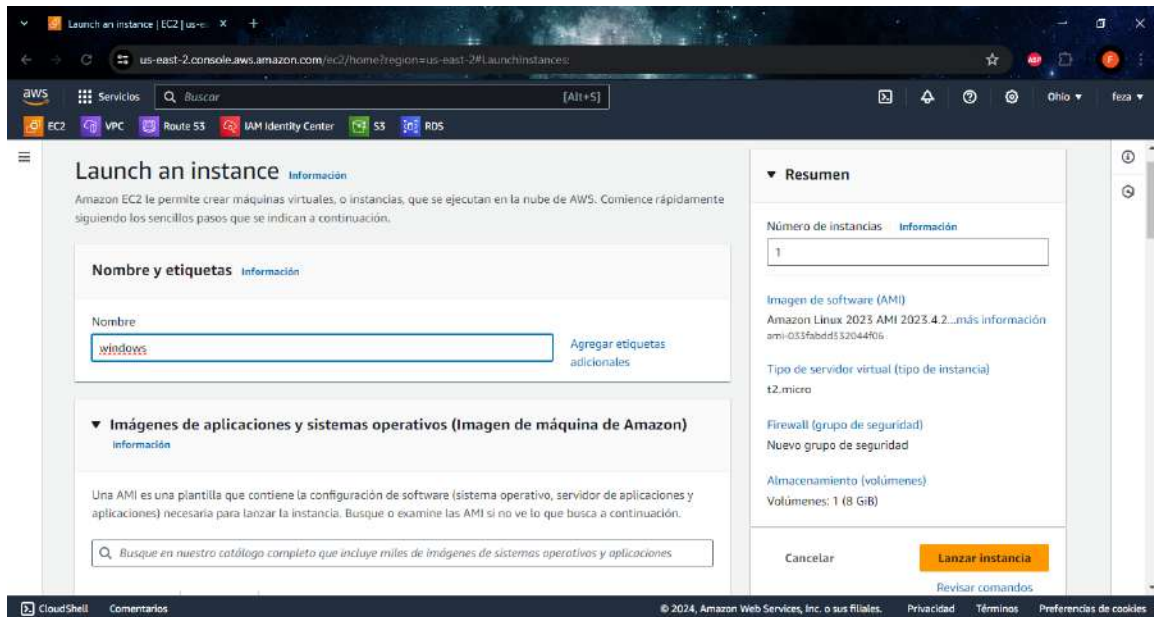 Launch an instance | EC2 | us-e
us-east-2.console.aws.amazon.com/ec2/home?region=us-east-2#LaunchInstances:
ABP
F
aws
Servicios
Buscar
[Alt+S]
Ohio
feza
EC2
VPC
Route 53
IAM Identity Center
S3
RDS
Launch an instance Información
Amazon EC2 le permite crear máquinas virtuales, o instancias, que se ejecutan en la nube de AWS. Comience rápidamente
siguiendo los sencillos pasos que se indican a continuación.
Nombre y etiquetas Información
Nombre
windows
Agregar etiquetas
adicionales
Imágenes de aplicaciones y sistemas operativos (Imagen de máquina de Amazon)
Información
Una AMI es una plantilla que contiene la configuración de software (sistema operativo, servidor de aplicaciones y
aplicaciones) necesaria para lanzar la instancia. Busque o examine las AMI si no ve lo que busca a continuación.
Busque en nuestro catálogo completo que incluye miles de imágenes de sistemas operativos y aplicaciones
Resumen
Número de instancias Información
1
Imagen de software (AMI)
Amazon Linux 2023 AMI 2023.4.2...más información
ami-033fabdd332044f06
Tipo de servidor virtual (tipo de instancia)
t2.micro
Firewall (grupo de seguridad)
Nuevo grupo de seguridad
Almacenamiento (volúmenes)
Volúmenes: 1 (8 GiB)
Cancelar
Lanzar instancia
Revisar comandos
CloudShell
Comentarios
© 2024, Amazon Web Services, Inc. o sus filiales.
Privacidad
Términos
Preferencias de cookies